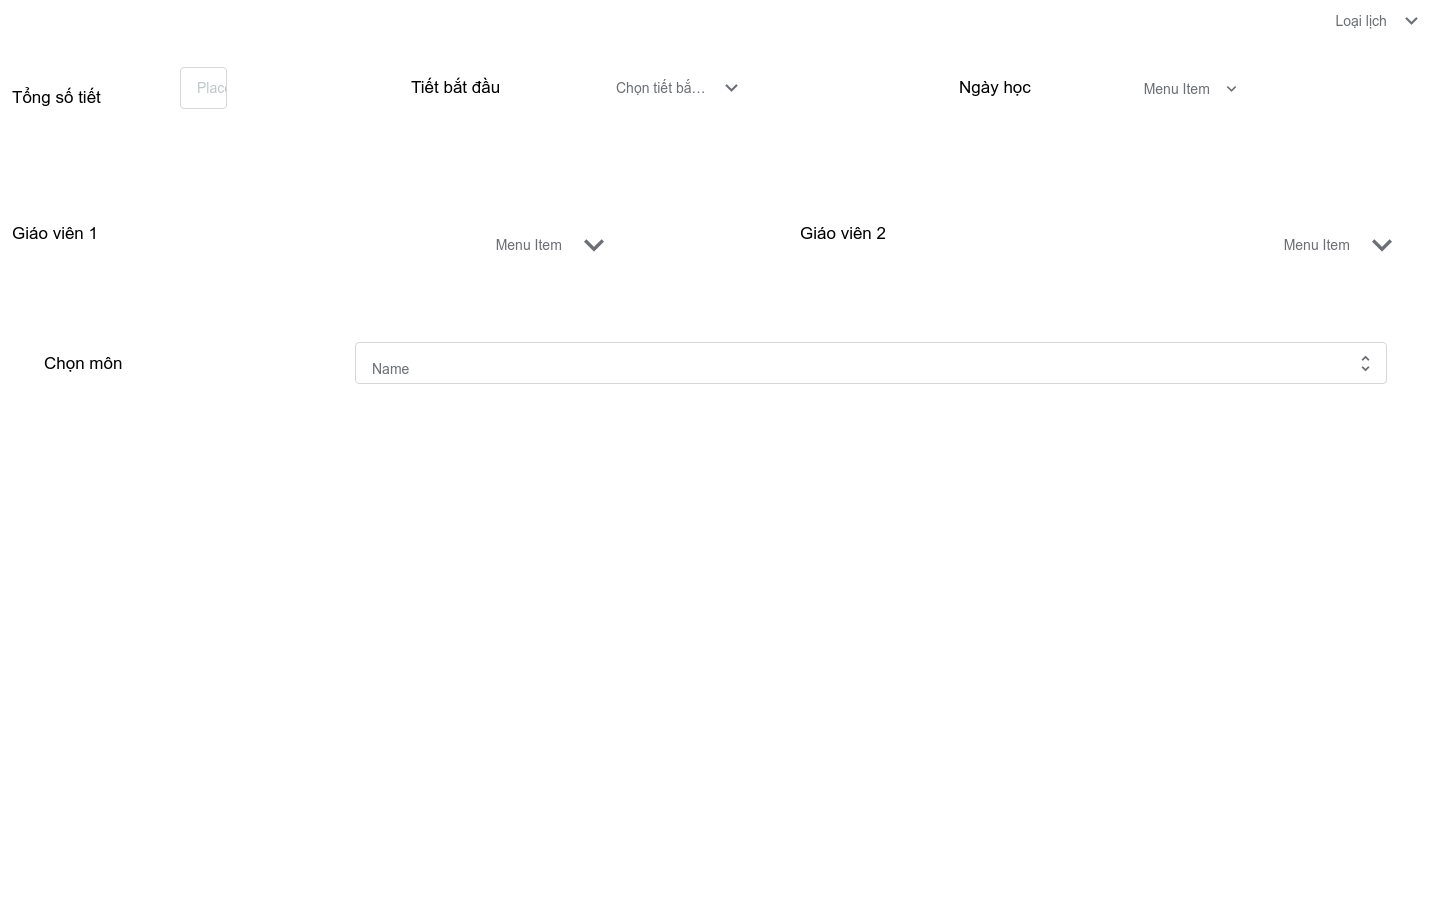 Loại lịch
Tổng số tiết
Plac
Tiết bắt đầu
Chọn tiết bắ...
Ngày học
Menu Item
Giáo viên 1
Menu Item
Giáo viên 2
Menu Item
Chọn môn
Name